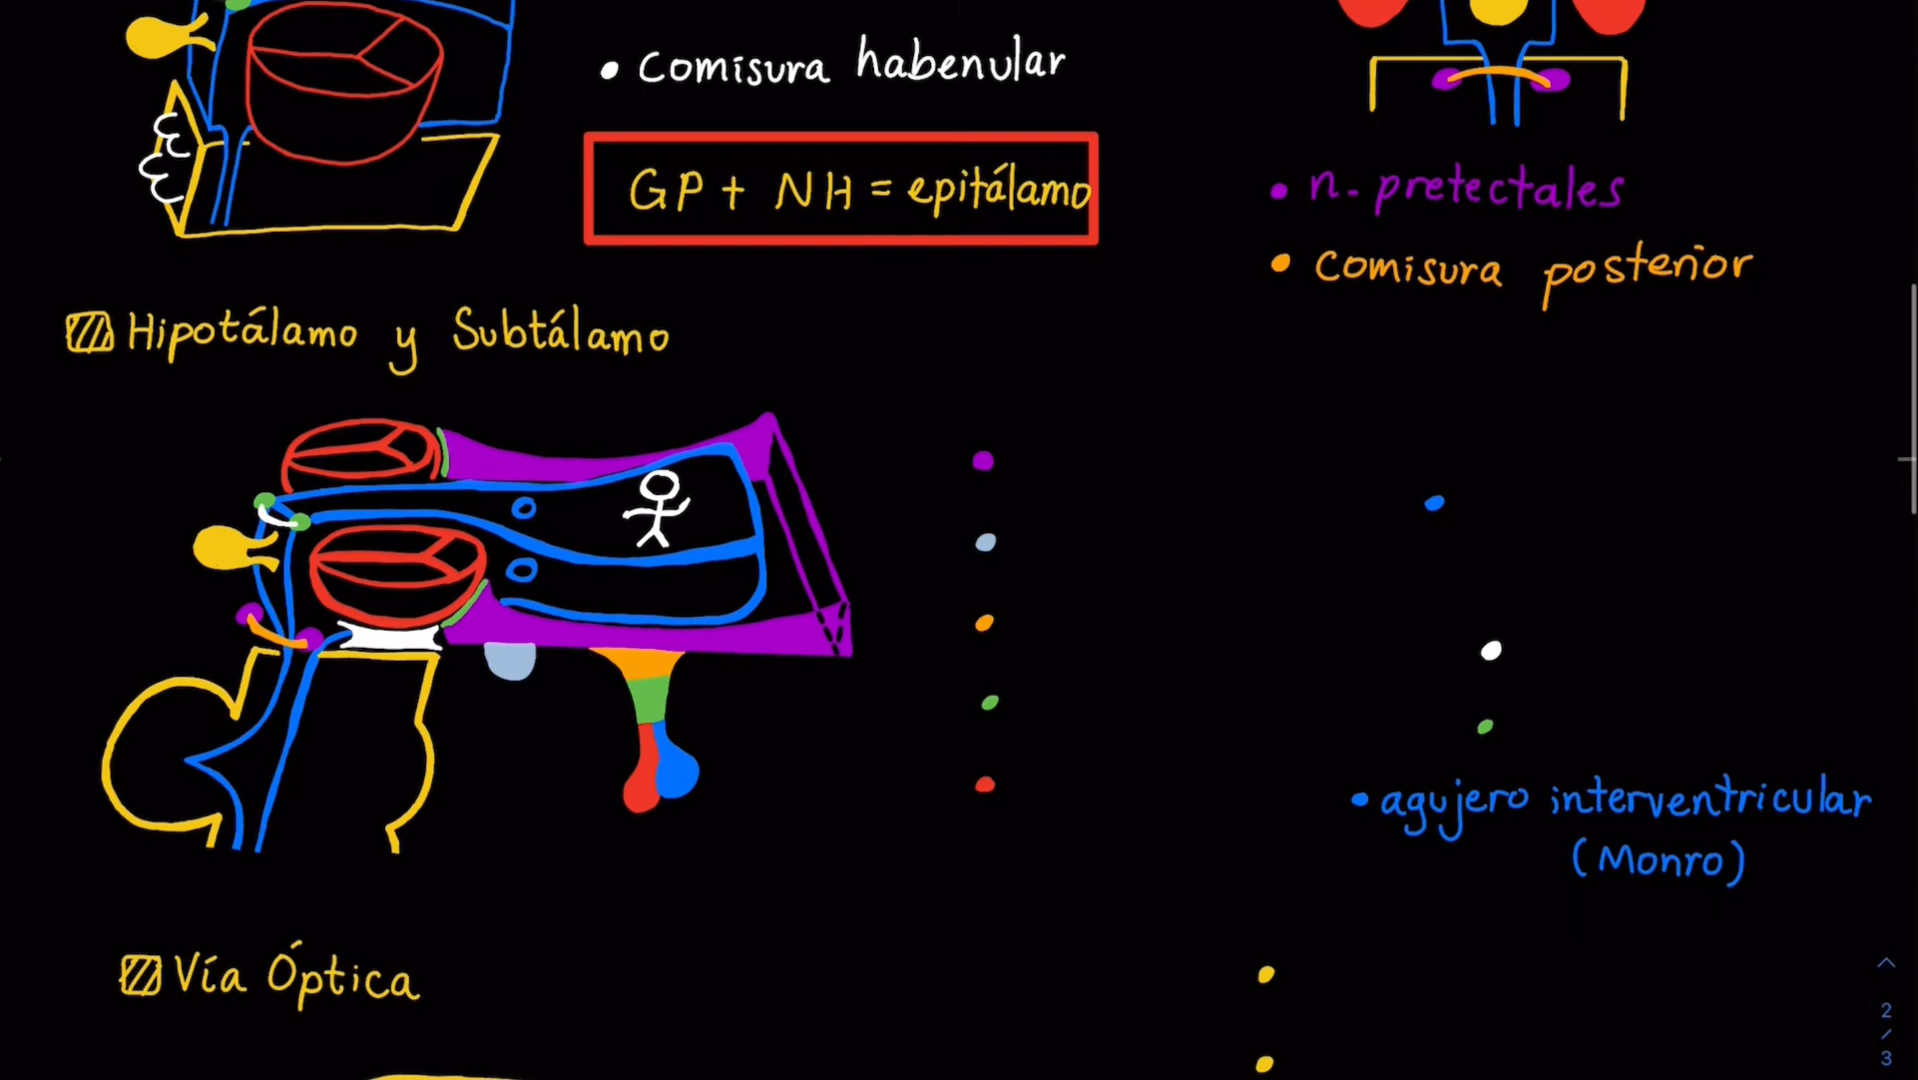 • comisura habenular
GP + NH = epitálamo
• n. pretectales
• comisura posterior
Hipotálamo y Subtálamo
• agujero interventricular
(Monro)
Vía Óptica
2
/
3